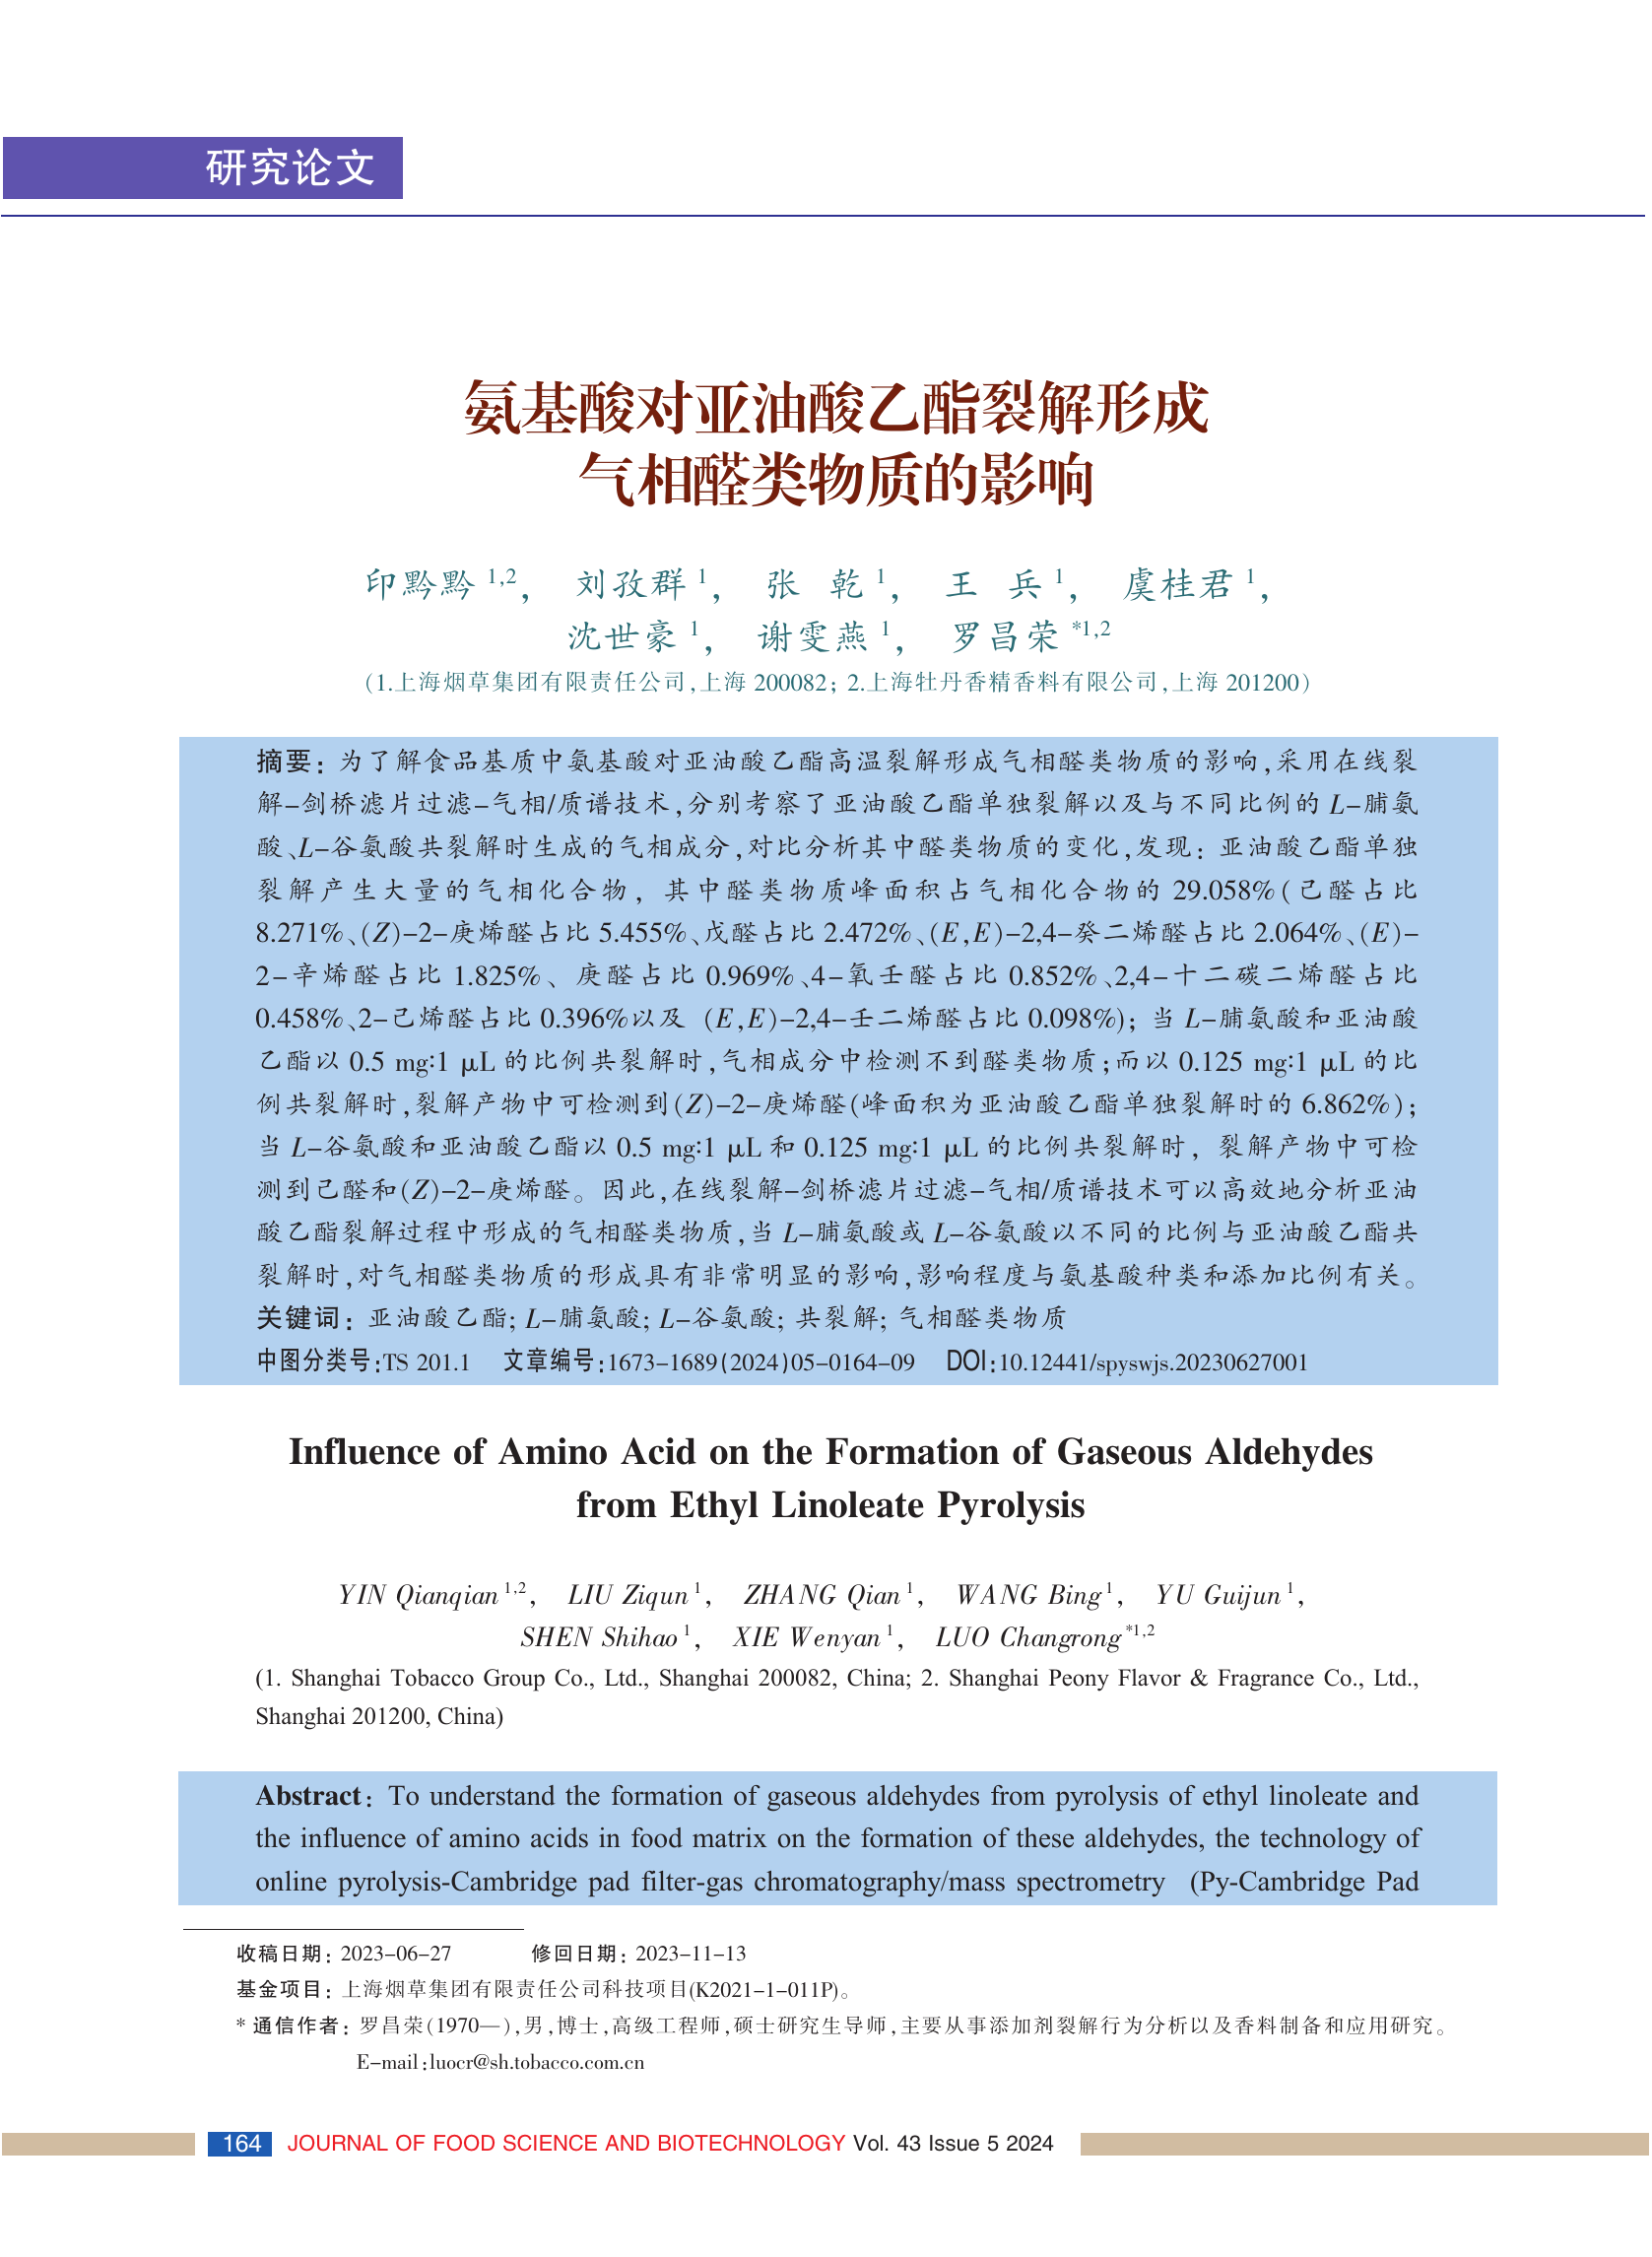 研究论文
氨基酸对亚油酸乙酯裂解形成
气相醛类物质的影响
印黔黔 1,2， 刘孜群 1， 张 乾 1， 王 兵 1， 虞桂君 1，
沈世豪 1， 谢雯燕 1， 罗昌荣 *1,2
（1.上海烟草集团有限责任公司,上海 200082；2.上海牡丹香精香料有限公司,上海 201200）
摘要：为了解食品基质中氨基酸对亚油酸乙酯高温裂解形成气相醛类物质的影响,采用在线裂
解-剑桥滤片过滤-气相/质谱技术,分别考察了亚油酸乙酯单独裂解以及与不同比例的 L-脯氨
酸、L-谷氨酸共裂解时生成的气相成分,对比分析其中醛类物质的变化,发现：亚油酸乙酯单独
裂解产生大量的气相化合物，其中醛类物质峰面积占气相化合物的 29.058%(己醛占比
8.271%、(Z)-2-庚烯醛占比 5.455%、戊醛占比 2.472%、(E,E)-2,4-癸二烯醛占比 2.064%、(E)-
2-辛烯醛占比 1.825%、庚醛占比 0.969%、4-氧壬醛占比 0.852%、2,4-十二碳二烯醛占比
0.458%、2-己烯醛占比 0.396%以及 (E,E)-2,4-壬二烯醛占比 0.098%)；当 L-脯氨酸和亚油酸
乙酯以 0.5 mg∶1 μL 的比例共裂解时,气相成分中检测不到醛类物质;而以 0.125 mg∶1 μL 的比
例共裂解时,裂解产物中可检测到(Z)-2-庚烯醛(峰面积为亚油酸乙酯单独裂解时的 6.862%)；
当 L-谷氨酸和亚油酸乙酯以 0.5 mg∶1 μL 和 0.125 mg∶1 μL 的比例共裂解时，裂解产物中可检
测到己醛和(Z)-2-庚烯醛。因此,在线裂解-剑桥滤片过滤-气相/质谱技术可以高效地分析亚油
酸乙酯裂解过程中形成的气相醛类物质,当 L-脯氨酸或 L-谷氨酸以不同的比例与亚油酸乙酯共
裂解时,对气相醛类物质的形成具有非常明显的影响,影响程度与氨基酸种类和添加比例有关。
关键词：亚油酸乙酯；L-脯氨酸；L-谷氨酸；共裂解；气相醛类物质
中图分类号:TS 201.1 文章编号:1673-1689(2024)05-0164-09 DOI:10.12441/spyswjs.20230627001
Influence of Amino Acid on the Formation of Gaseous Aldehydes
from Ethyl Linoleate Pyrolysis
YIN Qianqian 1,2， LIU Ziqun 1， ZHANG Qian 1， WANG Bing 1， YU Guijun 1，
SHEN Shihao 1， XIE Wenyan 1， LUO Changrong *1,2
(1. Shanghai Tobacco Group Co., Ltd., Shanghai 200082, China; 2. Shanghai Peony Flavor & Fragrance Co., Ltd.,
Shanghai 201200, China)
Abstract：To understand the formation of gaseous aldehydes from pyrolysis of ethyl linoleate and
the influence of amino acids in food matrix on the formation of these aldehydes, the technology of
online pyrolysis-Cambridge pad filter-gas chromatography/mass spectrometry (Py-Cambridge Pad
收稿日期：2023-06-27 修回日期：2023-11-13
基金项目：上海烟草集团有限责任公司科技项目(K2021-1-011P)。
* 通信作者：罗昌荣(1970—),男,博士,高级工程师,硕士研究生导师,主要从事添加剂裂解行为分析以及香料制备和应用研究。
E-mail:luocr@sh.tobacco.com.cn
164 JOURNAL OF FOOD SCIENCE AND BIOTECHNOLOGY Vol. 43 Issue 5 2024